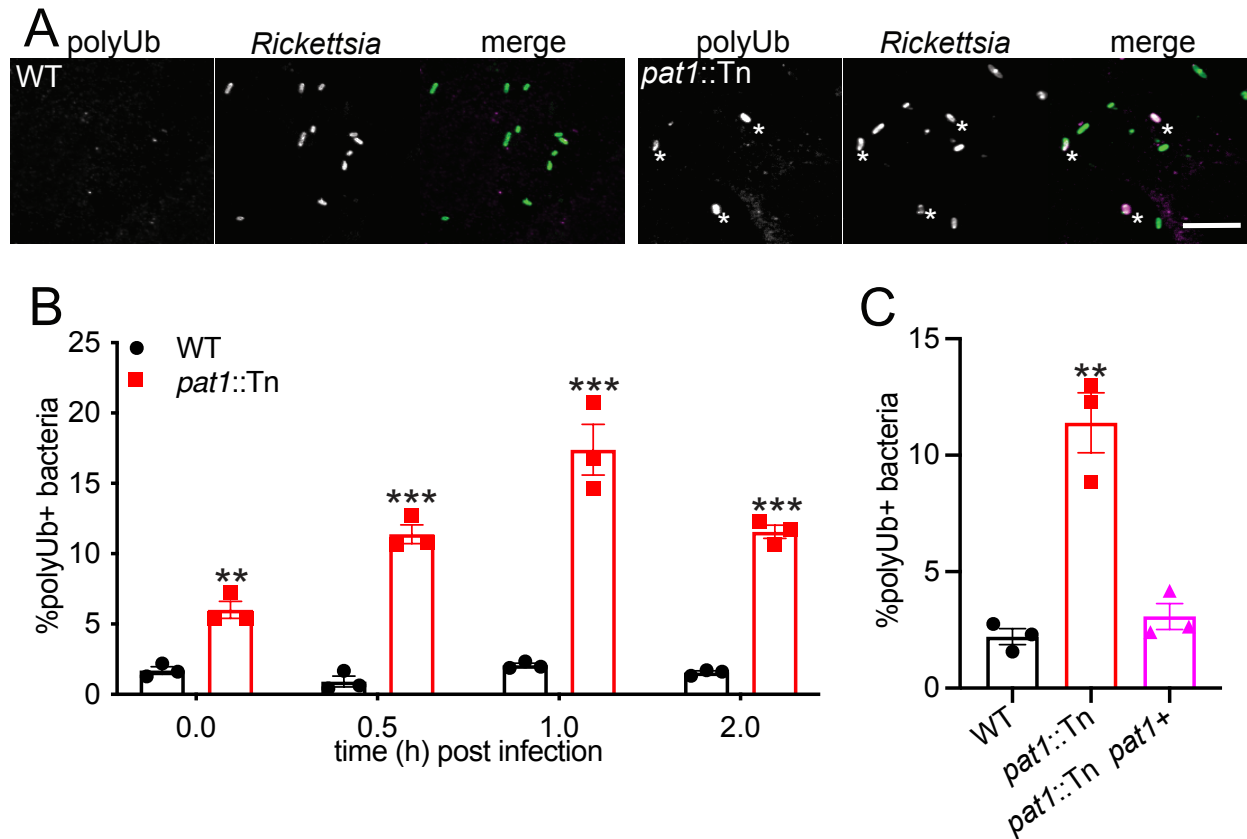 A
polyUb Rickettsia merge polyUb Rickettsia merge
WT pat1::Tn
* * *
* * *
* * *
B
C
WT
pat1::Tn
%polyUb+ bacteria
25
20
15
10
5
0
** *** *** ***
0.0 0.5 1.0 2.0
time (h) post infection
%polyUb+ bacteria
15
10
5
0
**
WT
pat1::Tn
pat1::Tn pat1+